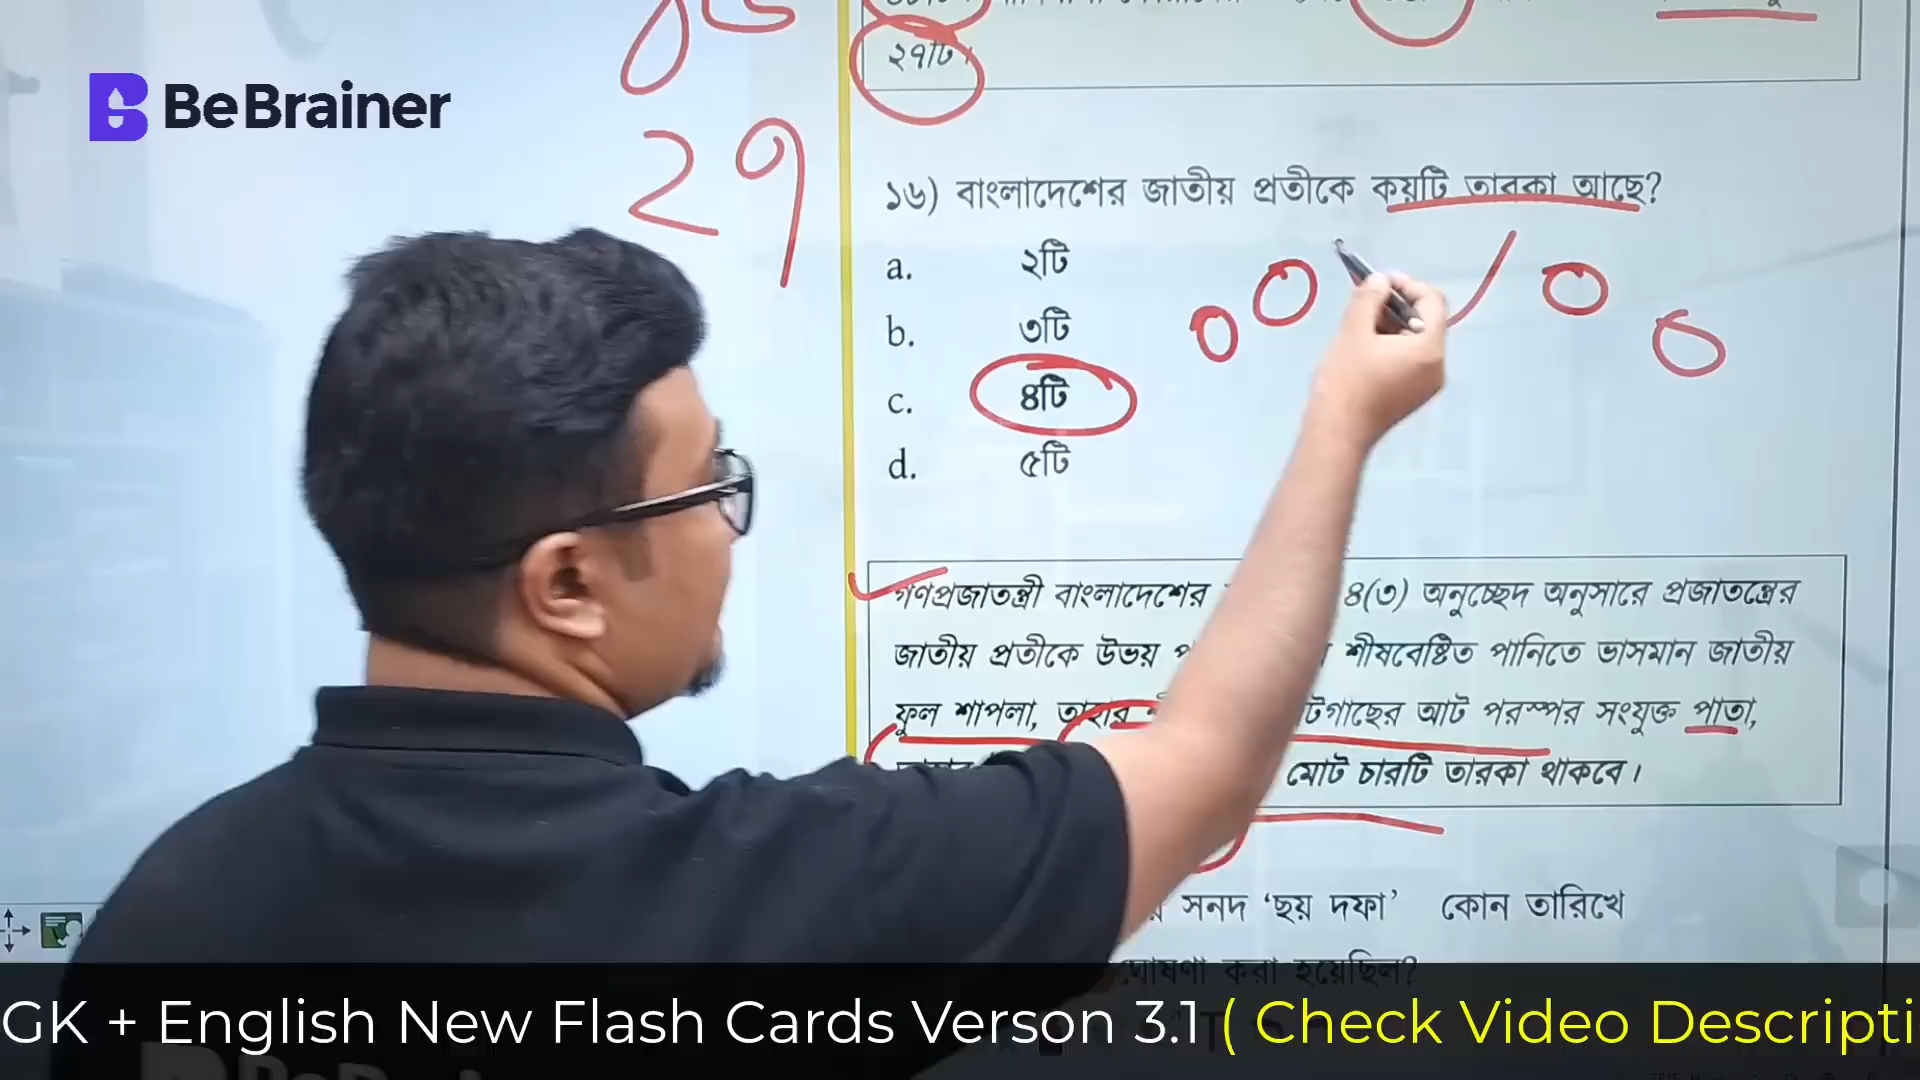 ২৭টি।
BeBrainer
29
১৬) বাংলাদেশের জাতীয় প্রতীকে কয়টি তারকা আছে?
a. ২টি
b. ৩টি
c. ৪টি
d. ৫টি
গণপ্রজাতন্ত্রী বাংলাদেশের ৪(৩) অনুচ্ছেদ অনুসারে প্রজাতন্ত্রের
জাতীয় প্রতীকে উভয় শীষবেষ্টিত পানিতে ভাসমান জাতীয়
ফুল শাপলা, তাহার টগাছের আট পরস্পর সংযুক্ত পাতা,
মোট চারটি তারকা থাকবে।
সনদ ‘ছয় দফা’ কোন তারিখে
ঘোষণা করা হয়েছিল?
GK + English New Flash Cards Verson 3.1 ( Check Video Descripti